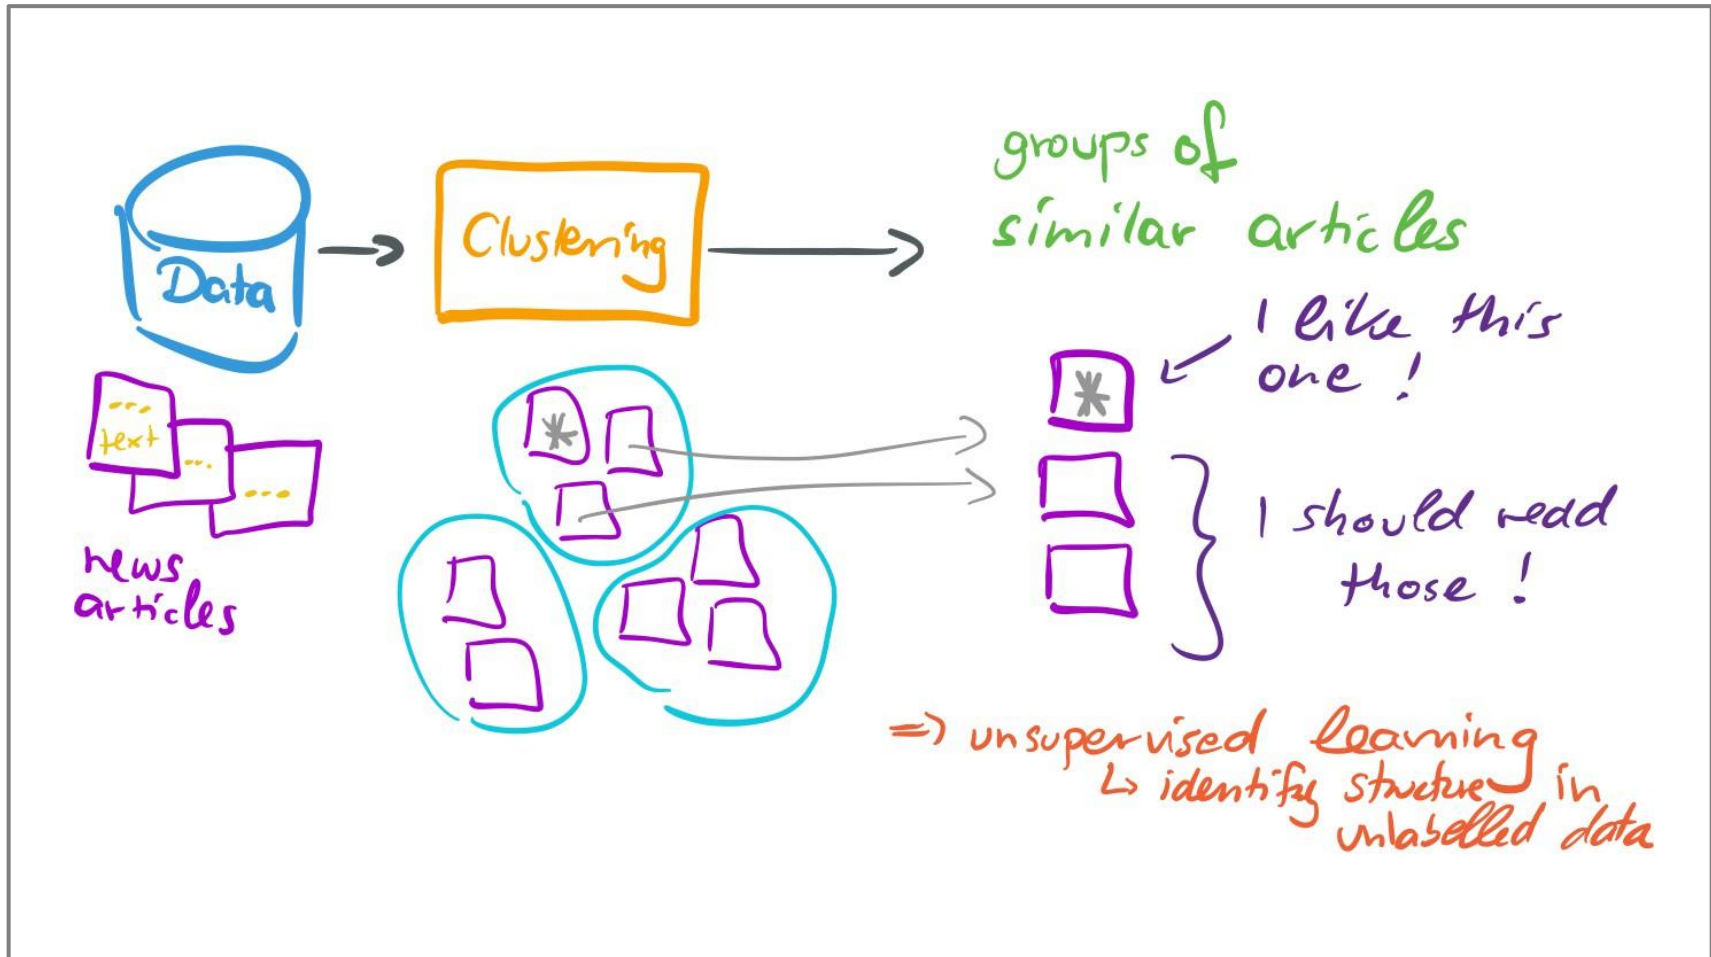 Data
Clustering
groups of
similar articles
I like this
one !
*
---
text
---
---
news
articles
*
I should read
those !
=> unsupervised learning
↳ identify structure in
unlabelled data